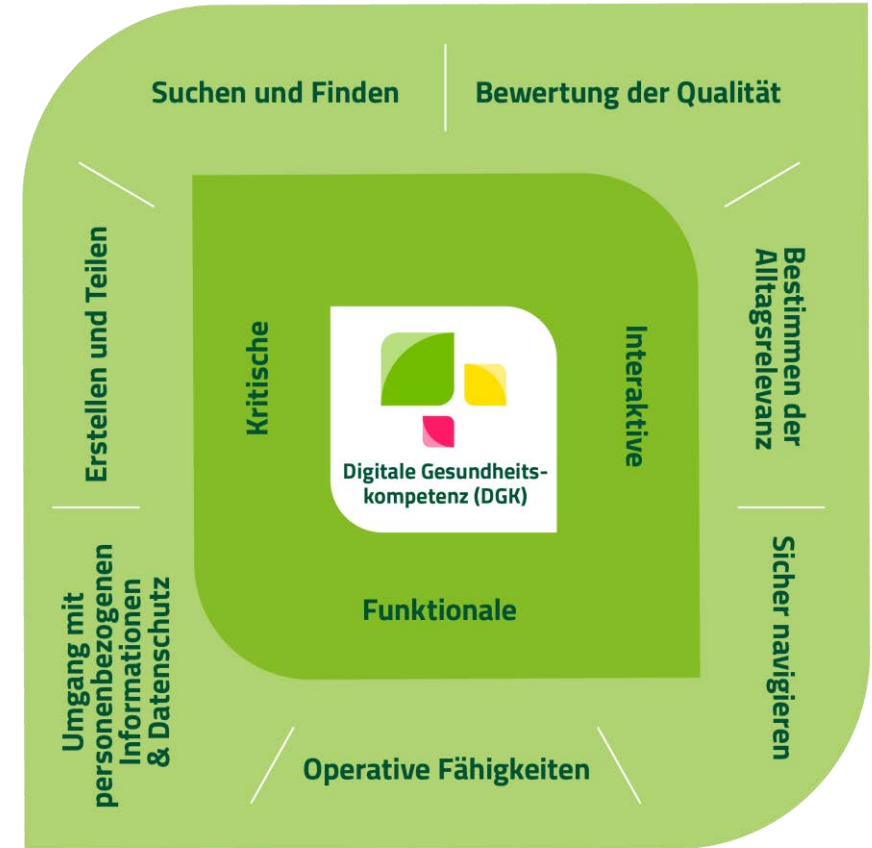 Suchen und Finden
Bewertung der Qualität
Bestimmen der
Alltagsrelevanz
Sicher navigieren
Operative Fähigkeiten
Umgang mit
personenbezogenen
Informationen
& Datenschutz
Erstellen und Teilen
Kritische
Interaktive
Funktionale
Digitale Gesundheits-
kompetenz (DGK)